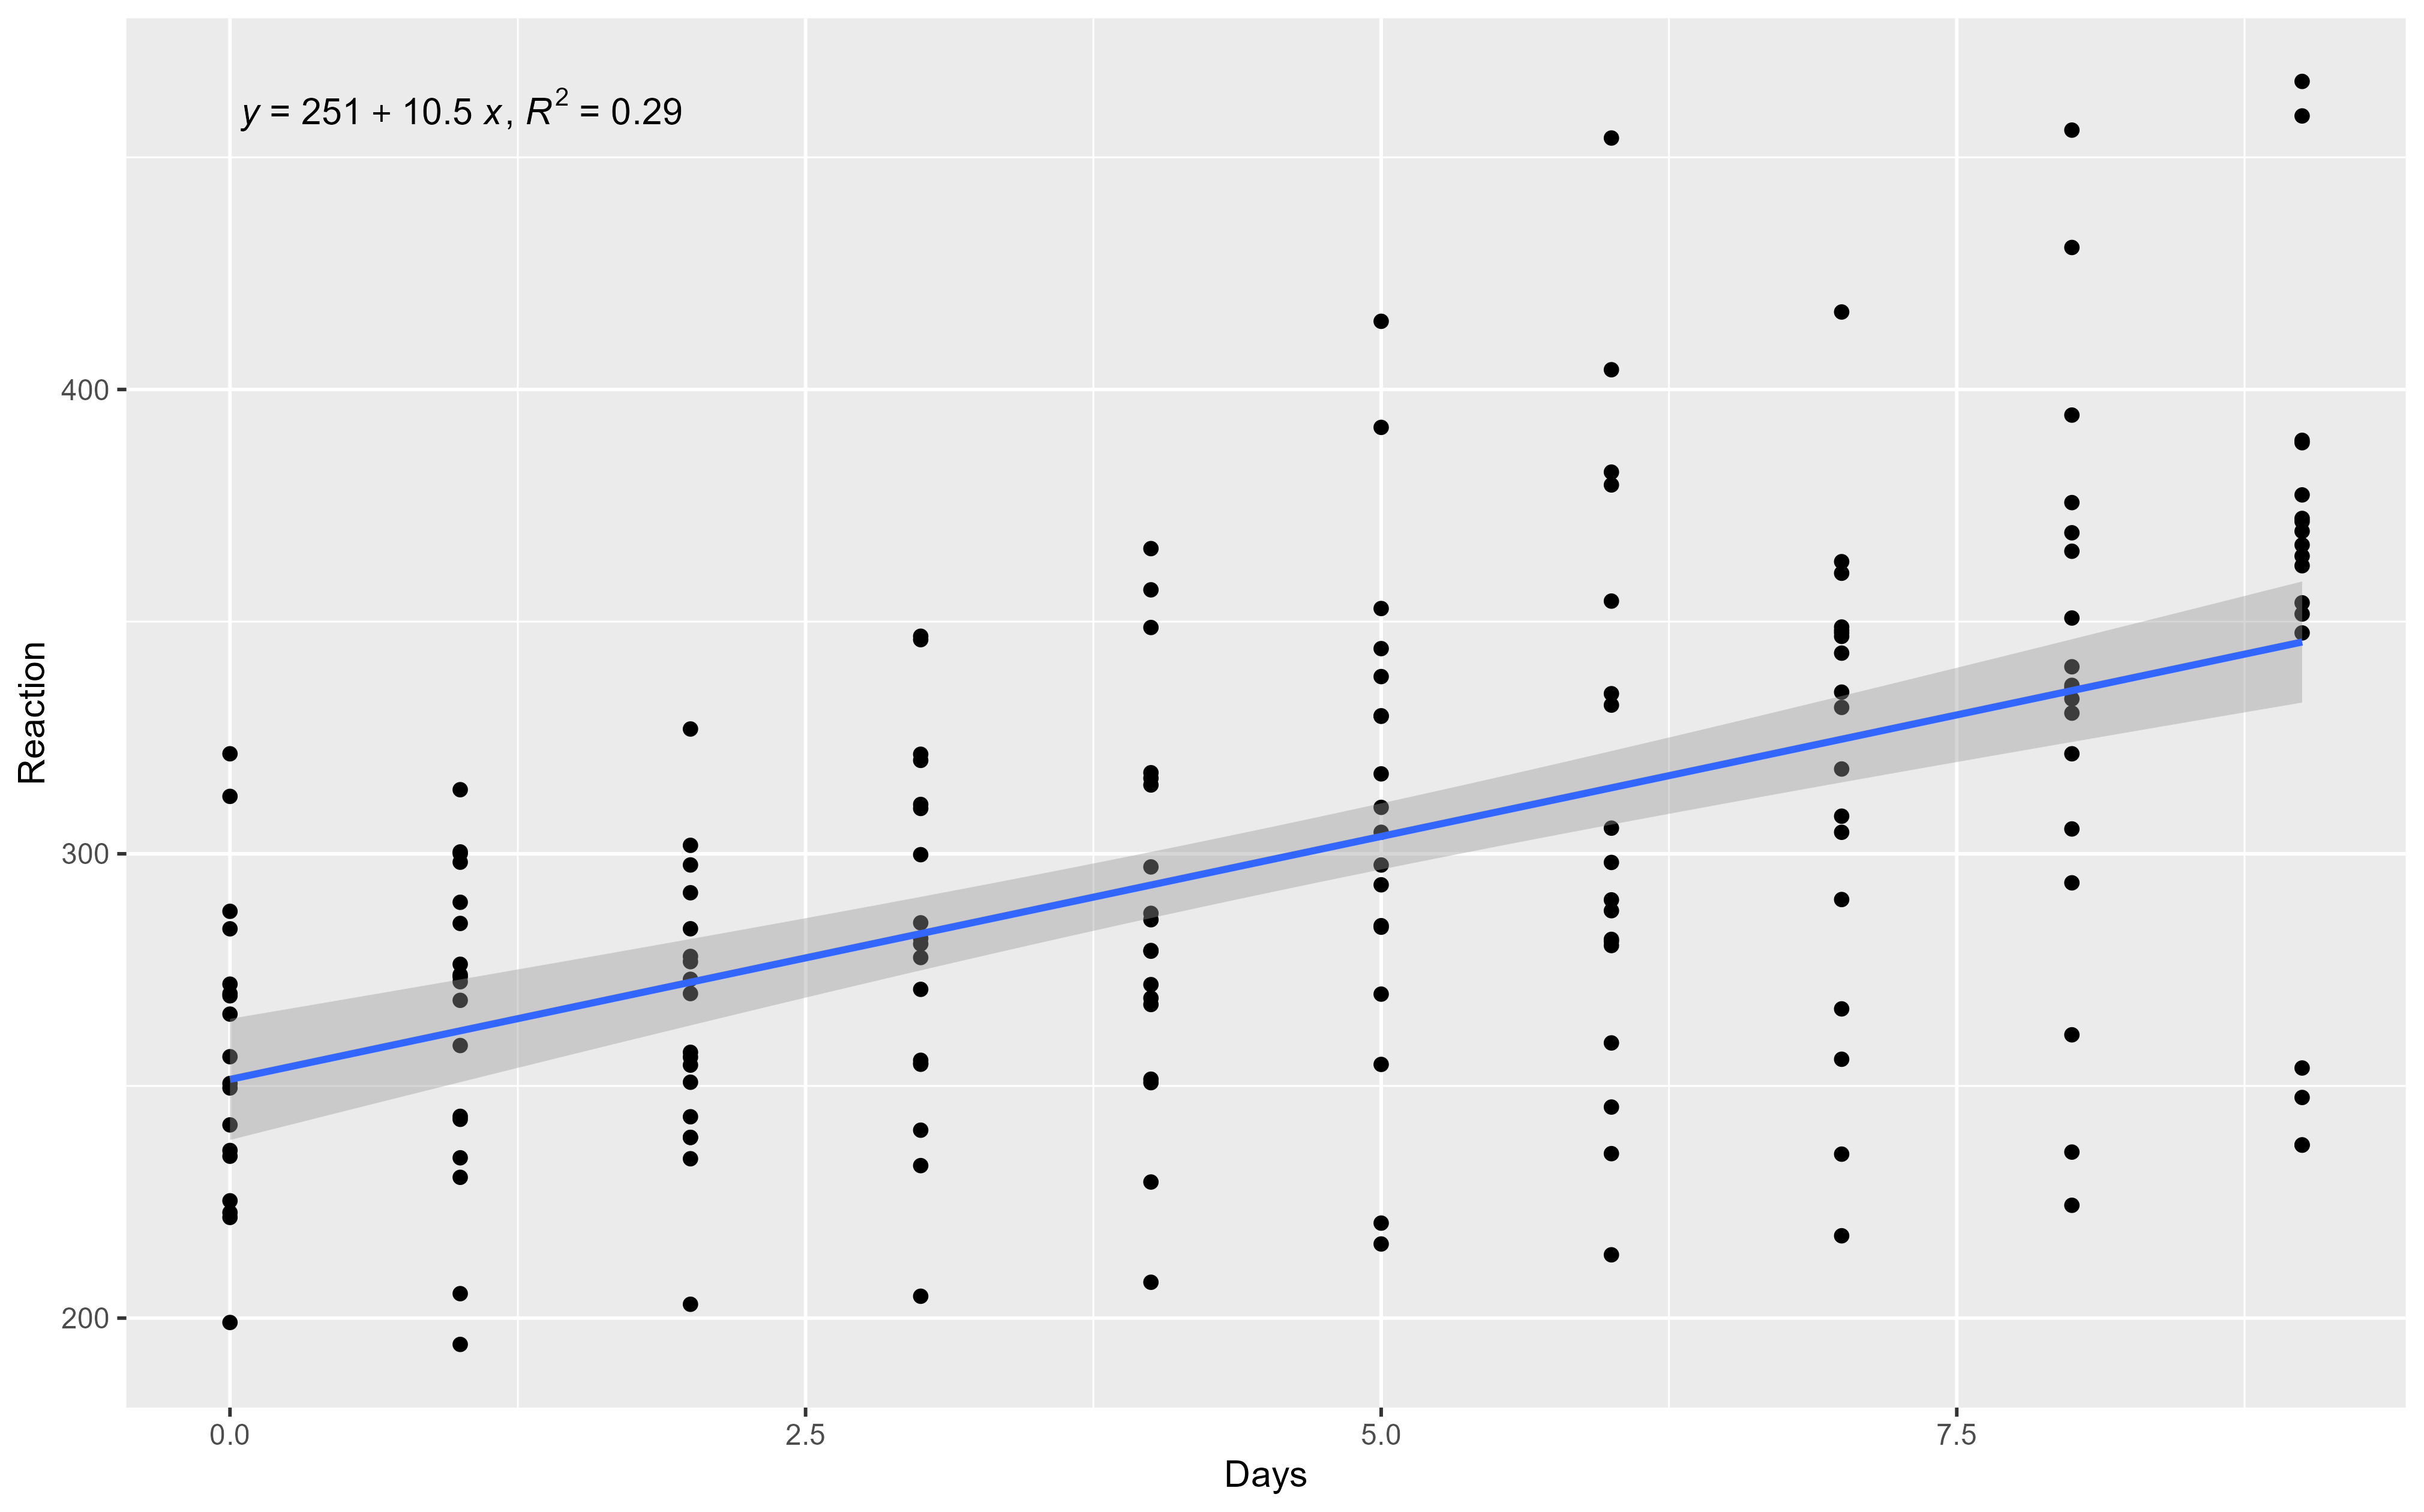 y = 251 + 10.5 x, R² = 0.29
400
300
200
Reaction
0.0 2.5 5.0 7.5
Days